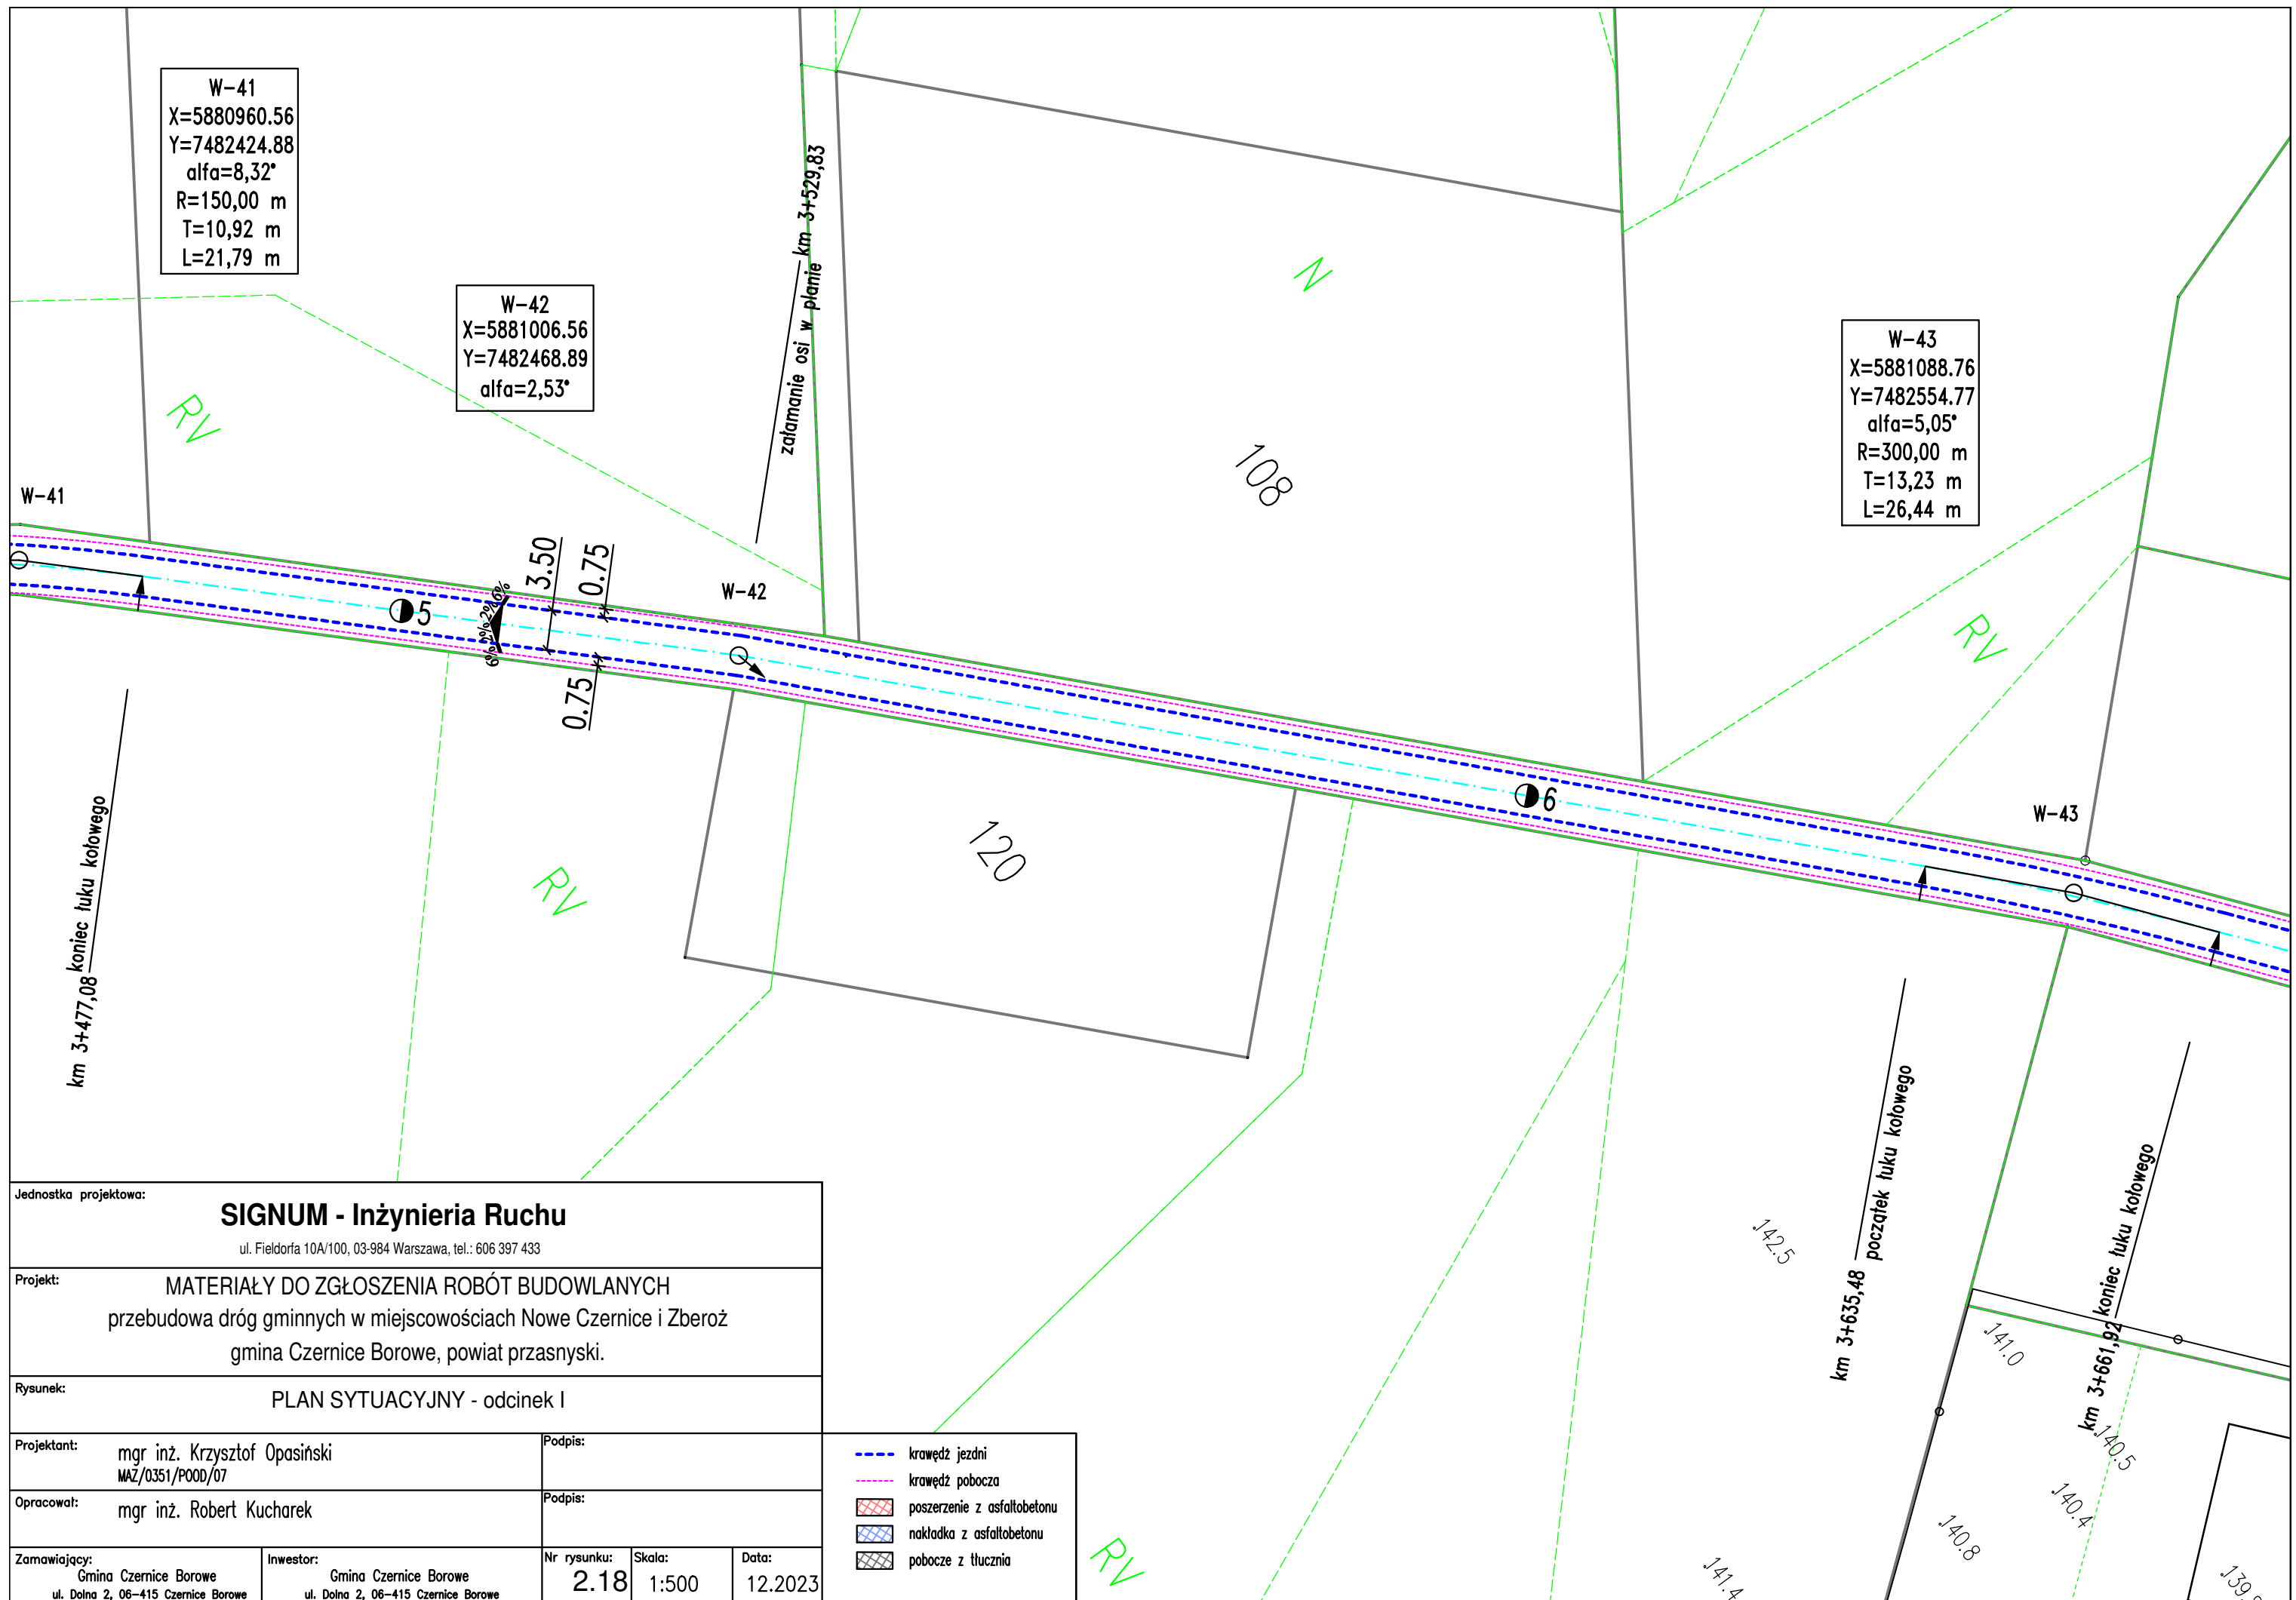 W-41
X=5880960.56
Y=7482424.88
alfa=8,32°
R=150,00 m
T=10,92 m
L=21,79 m
W-42
X=5881006.56
Y=7482468.89
alfa=2,53°
załamanie osi w planie km 3+529,83
N
W-43
X=5881088.76
Y=7482554.77
alfa=5,05°
R=300,00 m
T=13,23 m
L=26,44 m
RV
108
W-41
3.50
0.75
W-42
5
6%2%2%6%
0.75
RV
6
W-43
120
RV
km 3+477,08 koniec łuku kołowego
km 3+635,48 początek łuku kołowego
km 3+661,92 koniec łuku kołowego
.142.5
.141.0
.140.5
.140.4
.140.8
.141.4
RV
Jednostka projektowa:
SIGNUM - Inżynieria Ruchu
ul. Fieldorfa 10A/100, 03-984 Warszawa, tel.: 606 397 433
Projekt:
MATERIAŁY DO ZGŁOSZENIA ROBÓT BUDOWLANYCH
przebudowa dróg gminnych w miejscowościach Nowe Czernice i Zberoż
gmina Czernice Borowe, powiat przasnyski.
Rysunek:
PLAN SYTUACYJNY - odcinek I
Projektant:
mgr inż. Krzysztof Opasiński
MAZ/0351/POOD/07
Podpis:
Opracował:
mgr inż. Robert Kucharek
Podpis:
Zamawiający:
Gmina Czernice Borowe
ul. Dolna 2, 06-415 Czernice Borowe
Inwestor:
Gmina Czernice Borowe
ul. Dolna 2, 06-415 Czernice Borowe
Nr rysunku:
2.18
Skala:
1:500
Data:
12.2023
krawędź jezdni
krawędź pobocza
poszerzenie z asfaltobetonu
nakładka z asfaltobetonu
pobocze z tłucznia